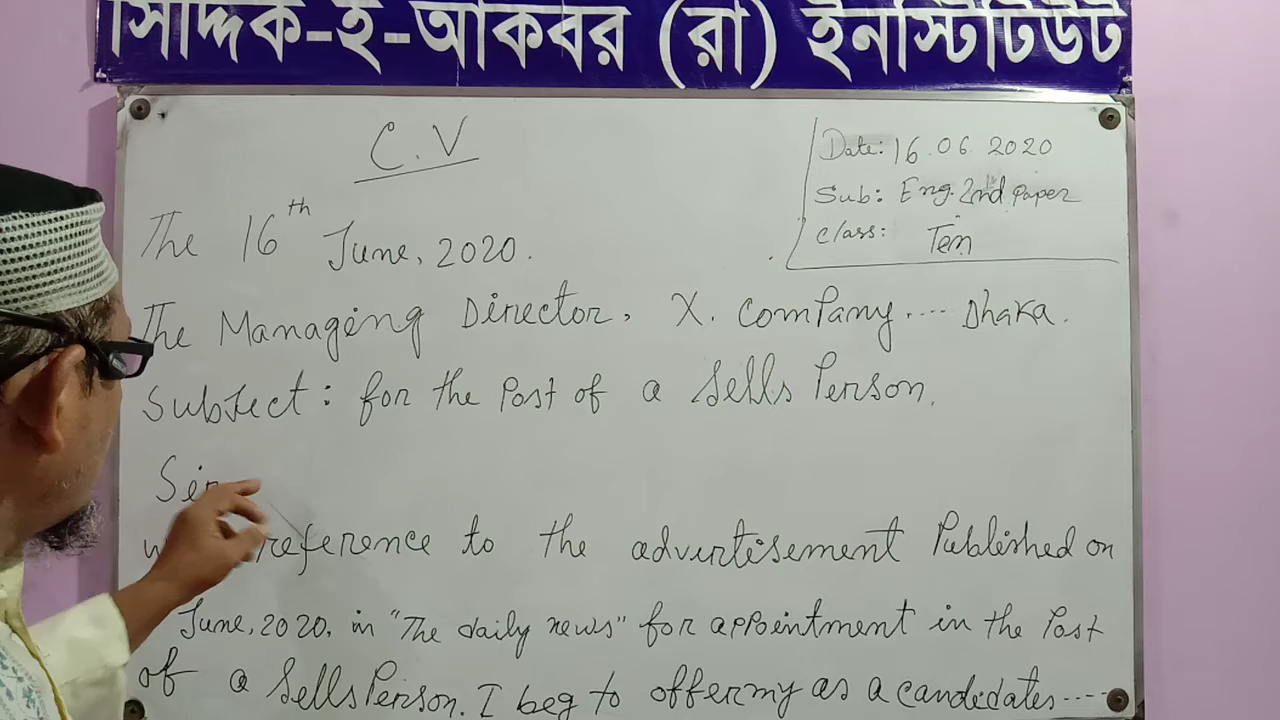 সিদ্দিক-ই-আকবর (রা) ইনস্টিটিউট
C.V
Date: 16.06.2020
Sub: Eng. 2nd paper
Class: Ten
The 16th June, 2020.
The Managing Director, X. Company.... Dhaka.
Subject: for the Post of a Sells Person.
Sir
reference to the advertisement Published on
June, 2020, in "The daily news" for appointment in the Post
of a Sells Person. I beg to offer my as a candidates....